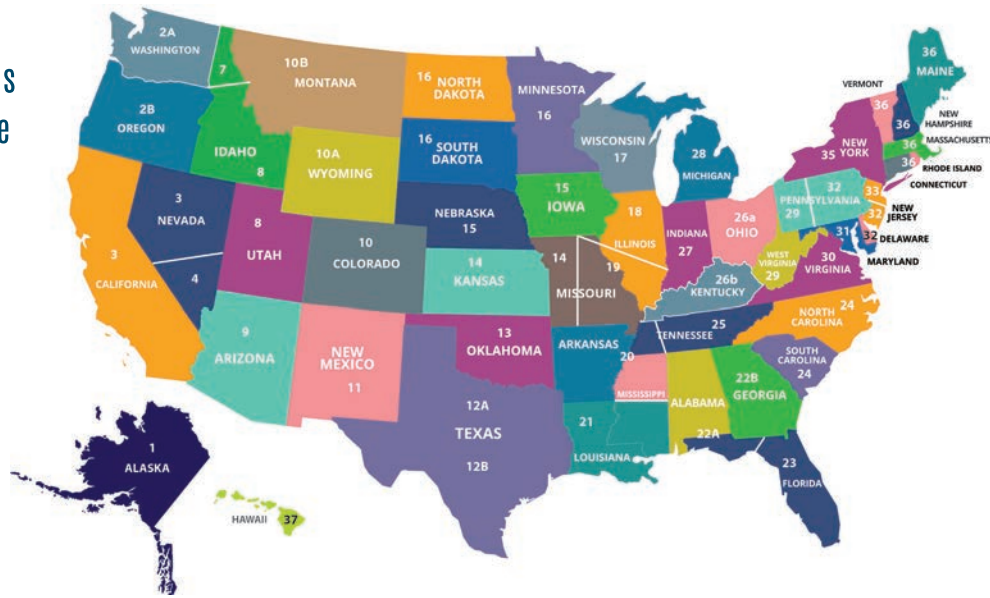 s
e
2A
WASHINGTON
7
10B
MONTANA
16
NORTH
DAKOTA
MINNESOTA
16
36
MAINE
VERMONT
36
36
NEW
HAMPSHIRE
MASSACHUSETTS
36
36
RHODE ISLAND
CONNECTICUT
2B
OREGON
IDAHO
8
10A
WYOMING
16
SOUTH
DAKOTA
WISCONSIN
17
28
MICHIGAN
NEW
YORK
35
3
NEVADA
4
8
UTAH
10
COLORADO
NEBRASKA
15
15
IOWA
18
ILLINOIS
19
INDIANA
27
26a
OHIO
32
PENNSYLVANIA
29
33
32
NEW
JERSEY
31
32
DELAWARE
MARYLAND
3
CALIFORNIA
14
KANSAS
14
MISSOURI
26b
KENTUCKY
WEST
VIRGINIA
29
30
VIRGINIA
9
ARIZONA
NEW
MEXICO
11
13
OKLAHOMA
ARKANSAS
20
25
TENNESSEE
24
NORTH
CAROLINA
SOUTH
CAROLINA
24
MISSISSIPPI
ALABAMA
22A
22B
GEORGIA
12A
TEXAS
12B
21
LOUISIANA
23
FLORIDA
1
ALASKA
HAWAII
37